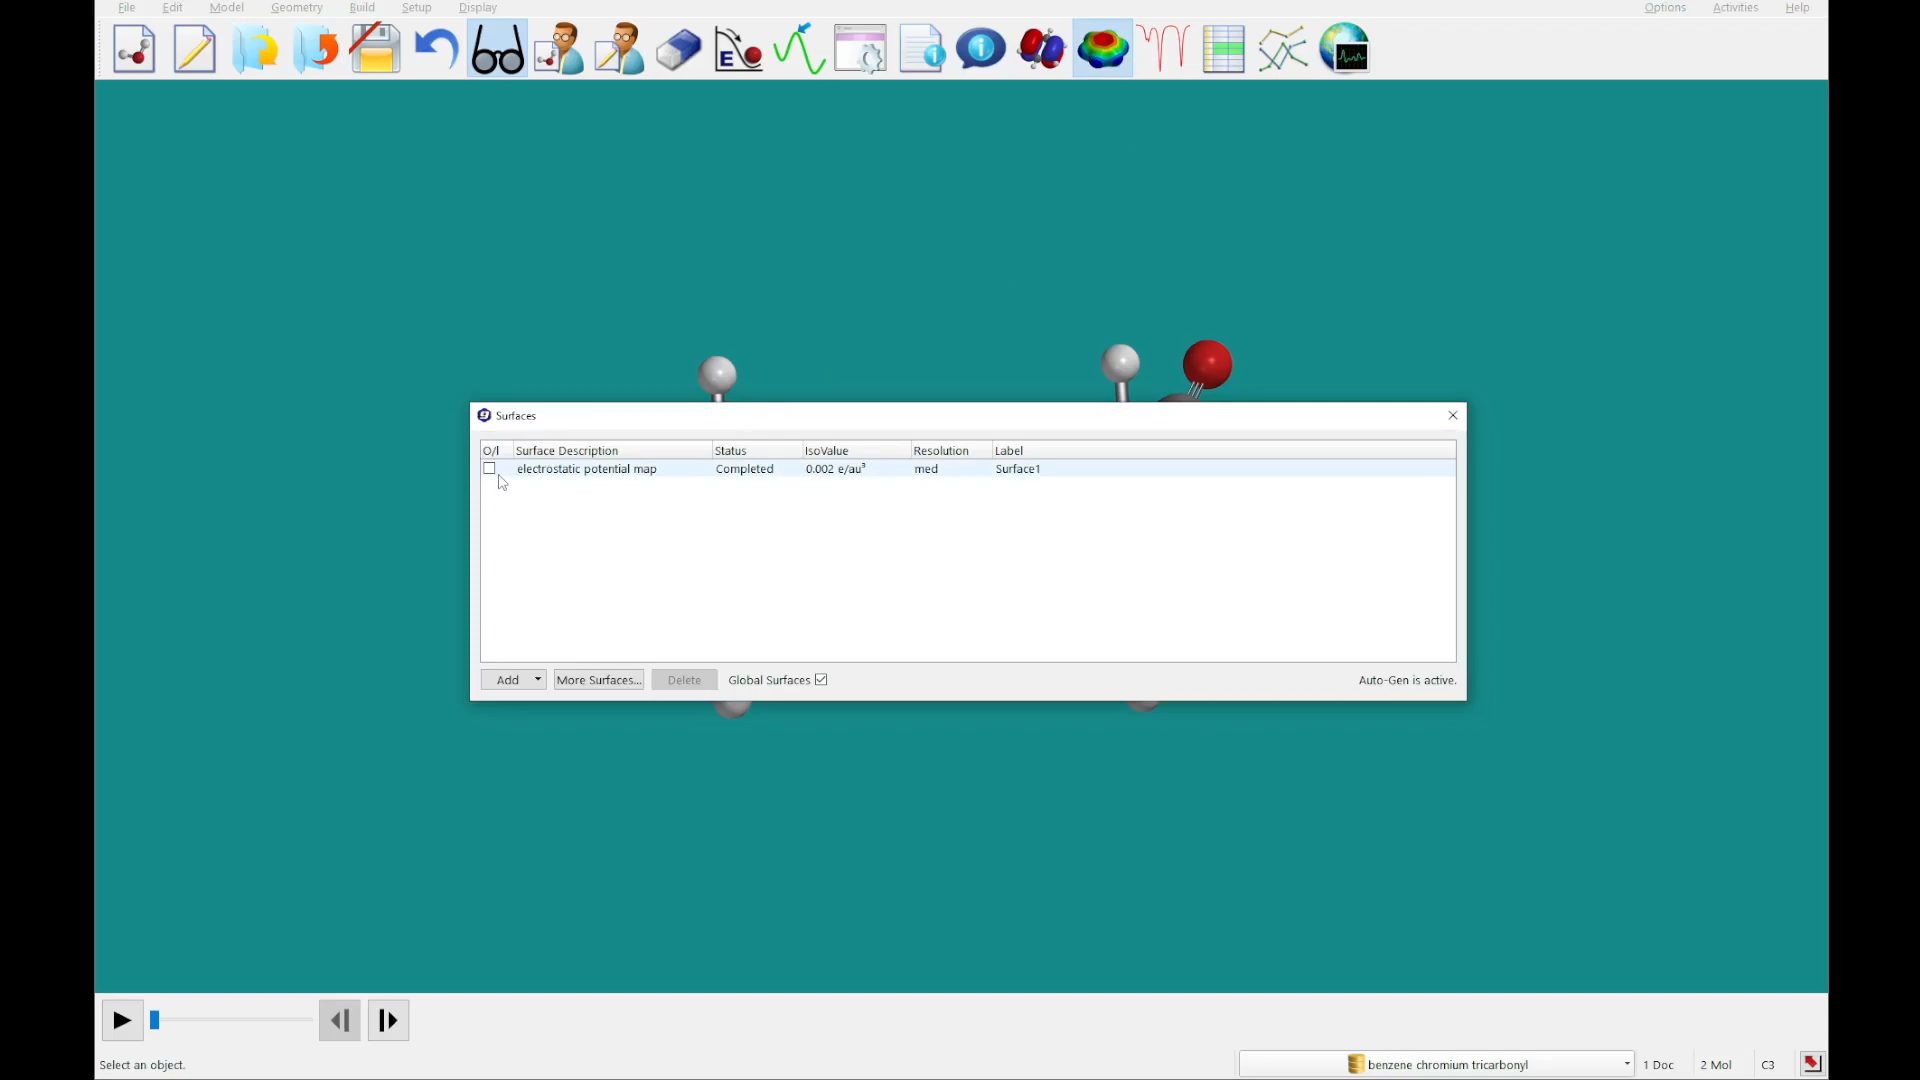 File Edit Model Geometry Build Setup Display Options Activities Help
E
Surfaces
O/I Surface Description Status IsoValue Resolution Label
electrostatic potential map Completed 0.002 e/au³ med Surface1
Add More Surfaces... Delete Global Surfaces Auto-Gen is active.
Select an object. benzene chromium tricarbonyl 1 Doc 2 Mol C3